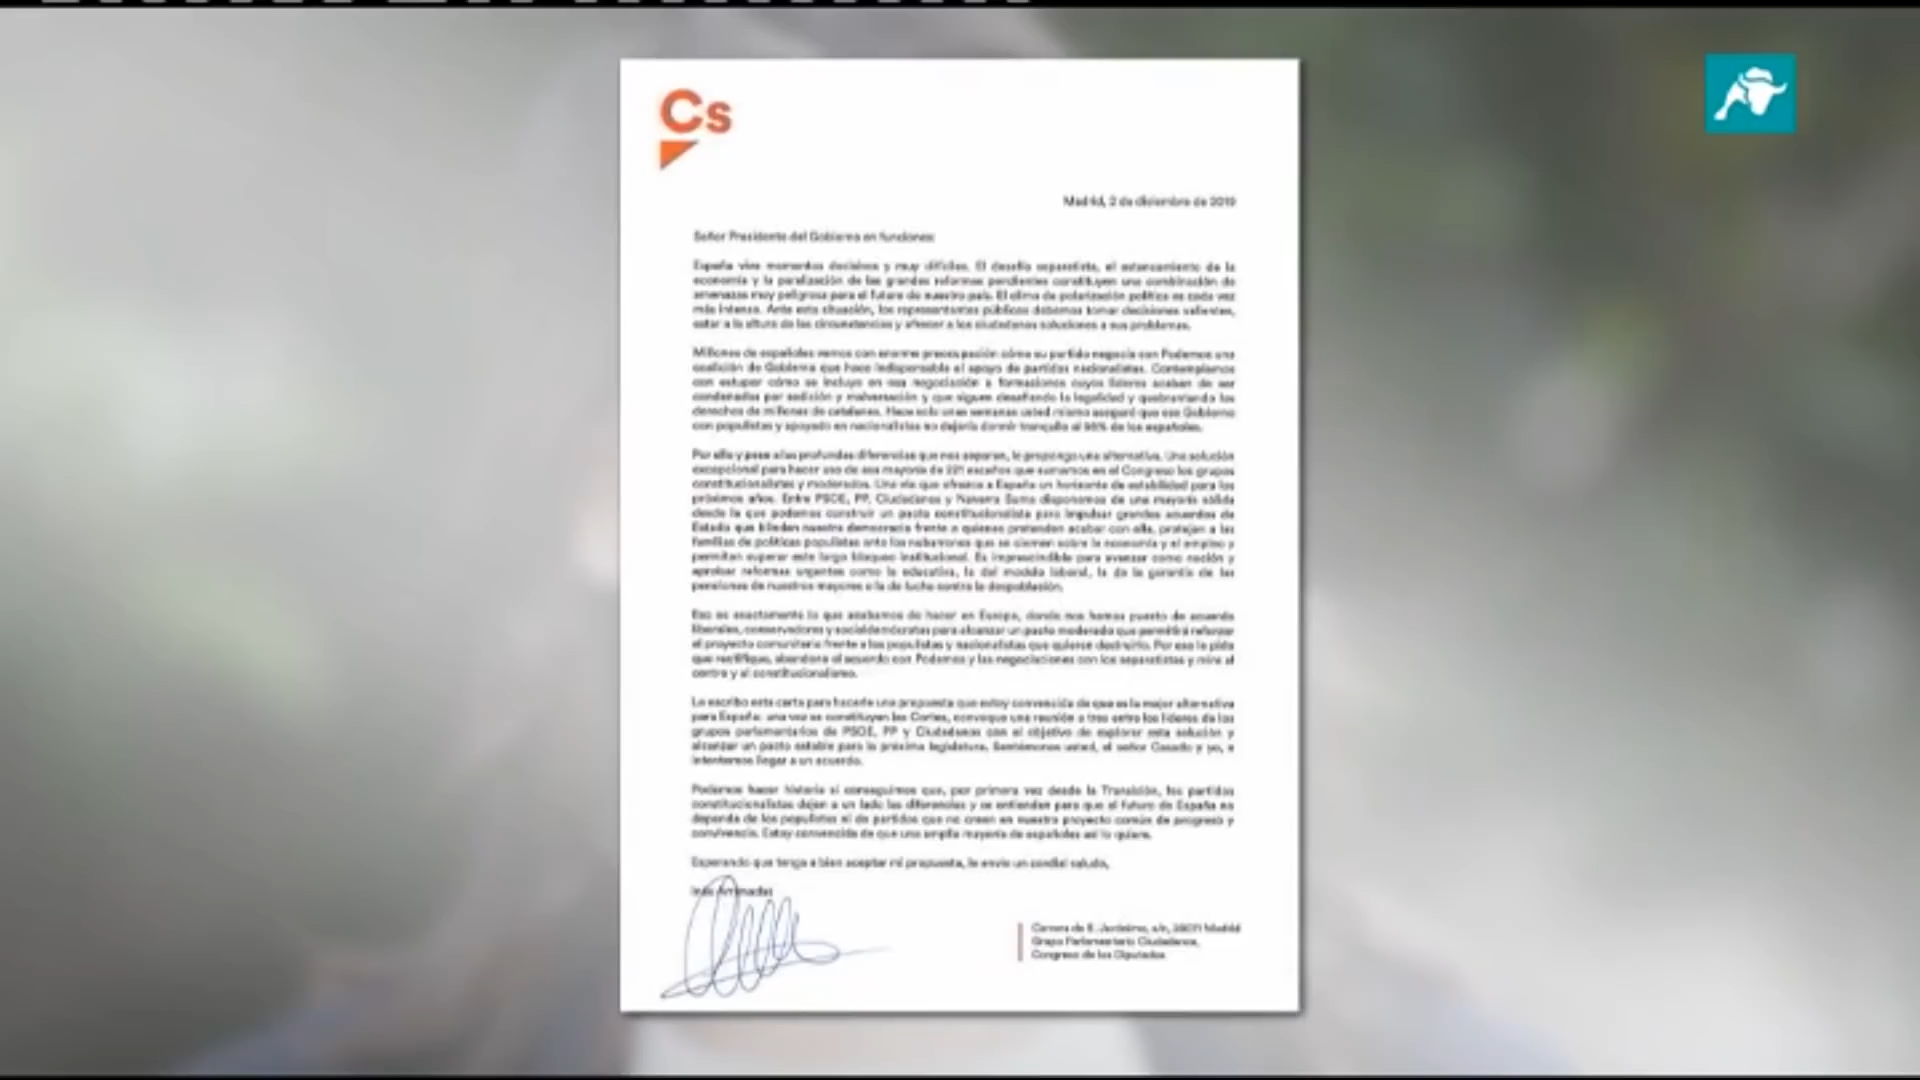 Cs
Madrid, 2 de diciembre de 2019
Señor Presidente del Gobierno en funciones:
España vive momentos decisivos y muy difíciles. El desafío separatista, el estancamiento de la
economía y la paralización de las grandes reformas pendientes constituyen una combinación de
amenazas muy peligrosa para el futuro de nuestro país. El clima de polarización política es cada vez
más intenso. Ante esta situación, los representantes públicos debemos tomar decisiones valientes,
estar a la altura de las circunstancias y ofrecer a los ciudadanos soluciones a sus problemas.
Millones de españoles vemos con enorme preocupación cómo su partido negocia con Podemos una
coalición de Gobierno que hace indispensable el apoyo de partidos nacionalistas. Contemplamos
con estupor cómo se incluye en esa negociación a formaciones cuyos líderes acaban de ser
condenados por sedición y malversación y que siguen desafiando la legalidad y quebrantando los
derechos de millones de catalanes. Hace solo unas semanas usted mismo aseguró que ese Gobierno
con populistas y apoyado en nacionalistas no dejaría dormir tranquilo al 95% de los españoles.
Por ello y pese a las profundas diferencias que nos separan, le propongo una alternativa. Una solución
excepcional para hacer uso de esa mayoría de 221 escaños que sumamos en el Congreso los grupos
constitucionalistas y moderados. Una vía que ofrezca a España un horizonte de estabilidad para los
próximos años. Entre PSOE, PP, Ciudadanos y Navarra Suma disponemos de una mayoría sólida
desde la que podemos construir un pacto constitucionalista para impulsar grandes acuerdos de
Estado que blinden nuestra democracia frente a quienes pretenden acabar con ella, protejan a las
familias de políticas populistas ante los nubarrones que se ciernen sobre la economía y el empleo y
permitan superar este largo bloqueo institucional. Es imprescindible para avanzar como nación y
aprobar reformas urgentes como la educativa, la del modelo laboral, la de la garantía de las
pensiones de nuestros mayores o la de lucha contra la despoblación.
Eso es exactamente lo que acabamos de hacer en Europa, donde nos hemos puesto de acuerdo
liberales, conservadores y socialdemócratas para alcanzar un pacto moderado que permitirá reforzar
el proyecto comunitario frente a los populistas y nacionalistas que quieren destruirlo. Por eso le pido
que rectifique, abandone el acuerdo con Podemos y las negociaciones con los separatistas y mire al
centro y al constitucionalismo.
Le escribo esta carta para hacerle una propuesta que estoy convencida de que es la mejor alternativa
para España: una vez se constituyan las Cortes, convoque una reunión a tres entre los líderes de los
grupos parlamentarios de PSOE, PP y Ciudadanos con el objetivo de explorar esta solución y
alcanzar un pacto estable para la próxima legislatura. Sentémonos usted, el señor Casado y yo, e
intentemos llegar a un acuerdo.
Podemos hacer historia si conseguimos que, por primera vez desde la Transición, los partidos
constitucionalistas dejen a un lado las diferencias y se entiendan para que el futuro de España no
dependa de los populistas ni de partidos que no creen en nuestro proyecto común de progreso y
convivencia. Estoy convencida de que una amplia mayoría de españoles así lo quiere.
Esperando que tenga a bien aceptar mi propuesta, le envío un cordial saludo,
Inés Arrimadas
Carrera de S. Jerónimo, s/n, 28071 Madrid
Grupo Parlamentario Ciudadanos,
Congreso de los Diputados